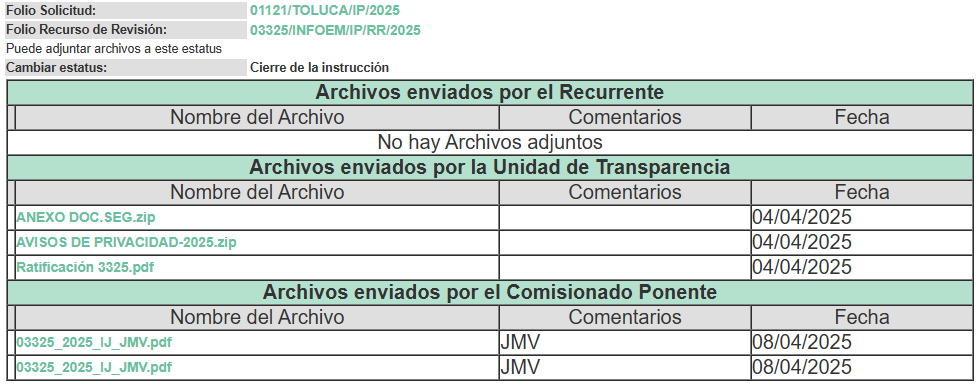 Folio Solicitud: 01121/TOLUCA/IP/2025
Folio Recurso de Revisión: 03325/INFOEM/IP/RR/2025
Puede adjuntar archivos a este estatus
Cambiar estatus: Cierre de la instrucción
Archivos enviados por el Recurrente
Nombre del Archivo Comentarios Fecha
No hay Archivos adjuntos
Archivos enviados por la Unidad de Transparencia
Nombre del Archivo Comentarios Fecha
ANEXO DOC.SEG.zip 04/04/2025
AVISOS DE PRIVACIDAD-2025.zip 04/04/2025
Ratificación 3325.pdf 04/04/2025
Archivos enviados por el Comisionado Ponente
Nombre del Archivo Comentarios Fecha
03325_2025_IJ_JMV.pdf JMV 08/04/2025
03325_2025_IJ_JMV.pdf JMV 08/04/2025